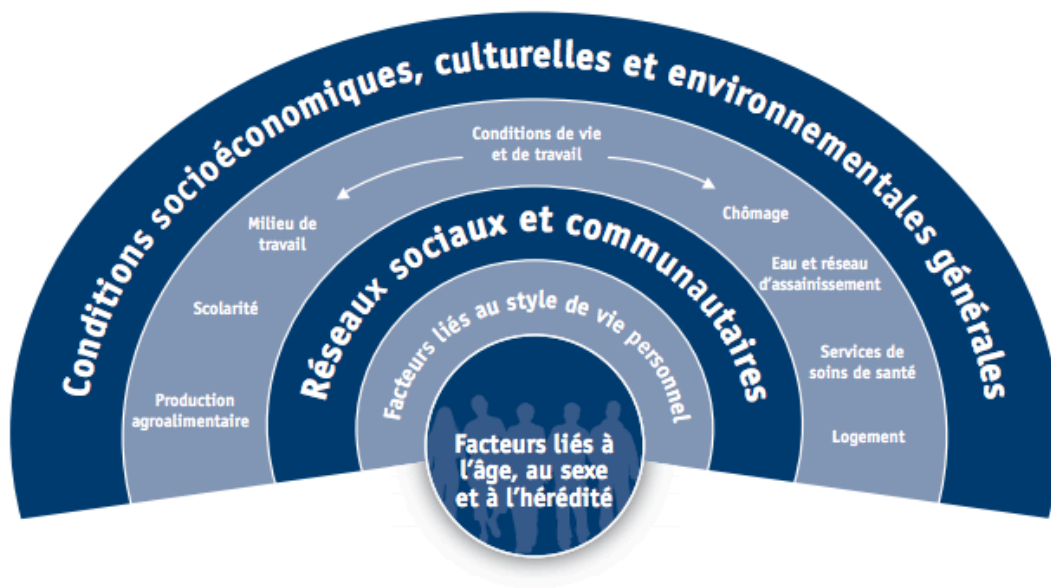 Conditions socioéconomiques, culturelles et environnementales générales
Conditions de vie
et de travail
Milieu de
travail
Scolarité
Production
agroalimentaire
Chômage
Eau et réseau
d'assainissement
Services de
soins de santé
Logement
Réseaux sociaux et communautaires
Facteurs liés au style de vie personnel
Facteurs liés à
l'âge, au sexe
et à l'hérédité